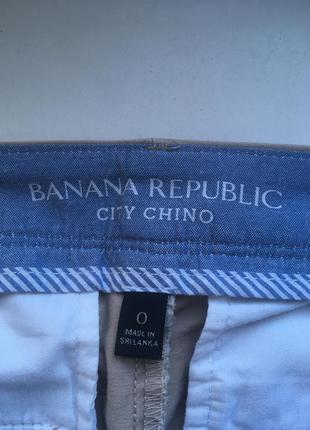 BANANA REPUBLIC
CITY CHINO
0
MADE IN
SRI LANKA